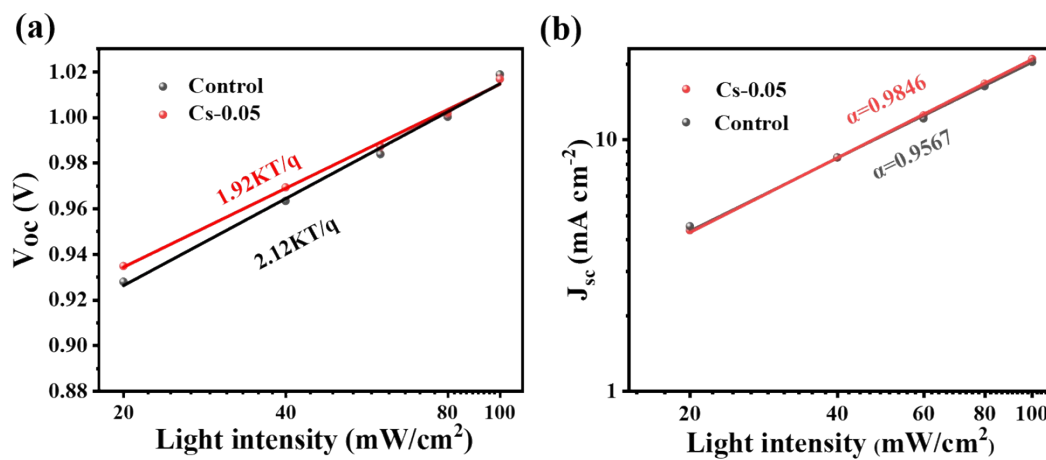 (a)
1.02
1.00
0.98
0.96
0.94
0.92
0.90
0.88
Voc (V)
Control
Cs-0.05
1.92KT/q
2.12KT/q
20
40
80
100
Light intensity (mW/cm²)
(b)
10
1
Jsc (mA cm⁻²)
Cs-0.05
Control
α=0.9846
α=0.9567
20
40
60
80
100
Light intensity (mW/cm²)